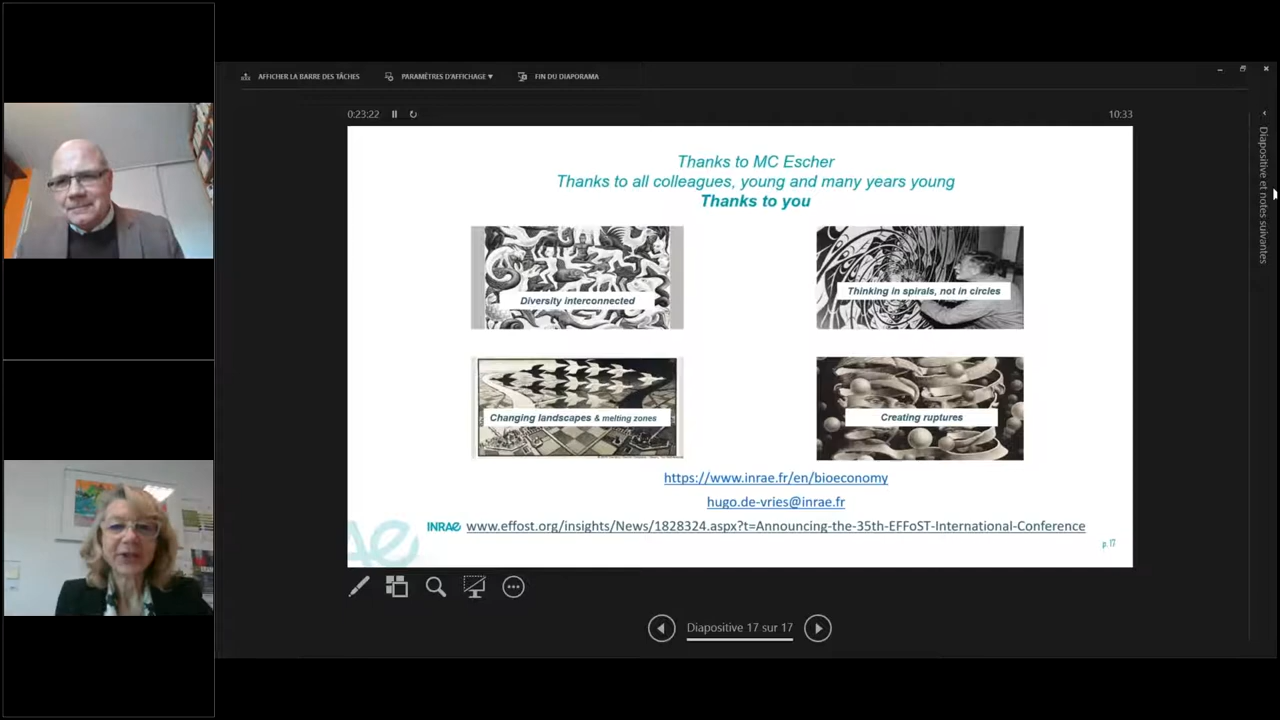 AFFICHER LA BARRE DES TÂCHES PARAMÈTRES D'AFFICHAGE ▾ FIN DU DIAPORAMA
0:23:22 10:33
Thanks to MC Escher
Thanks to all colleagues, young and many years young
Thanks to you
Diversity interconnected
Thinking in spirals, not in circles
Changing landscapes & melting zones
Creating ruptures
https://www.inrae.fr/en/bioeconomy
hugo.de-vries@inrae.fr
INRAE www.effost.org/insights/News/1828324.aspx?t=Announcing-the-35th-EFFoST-International-Conference
p. 17
Diapositive 17 sur 17
Diapositive et notes suivantes